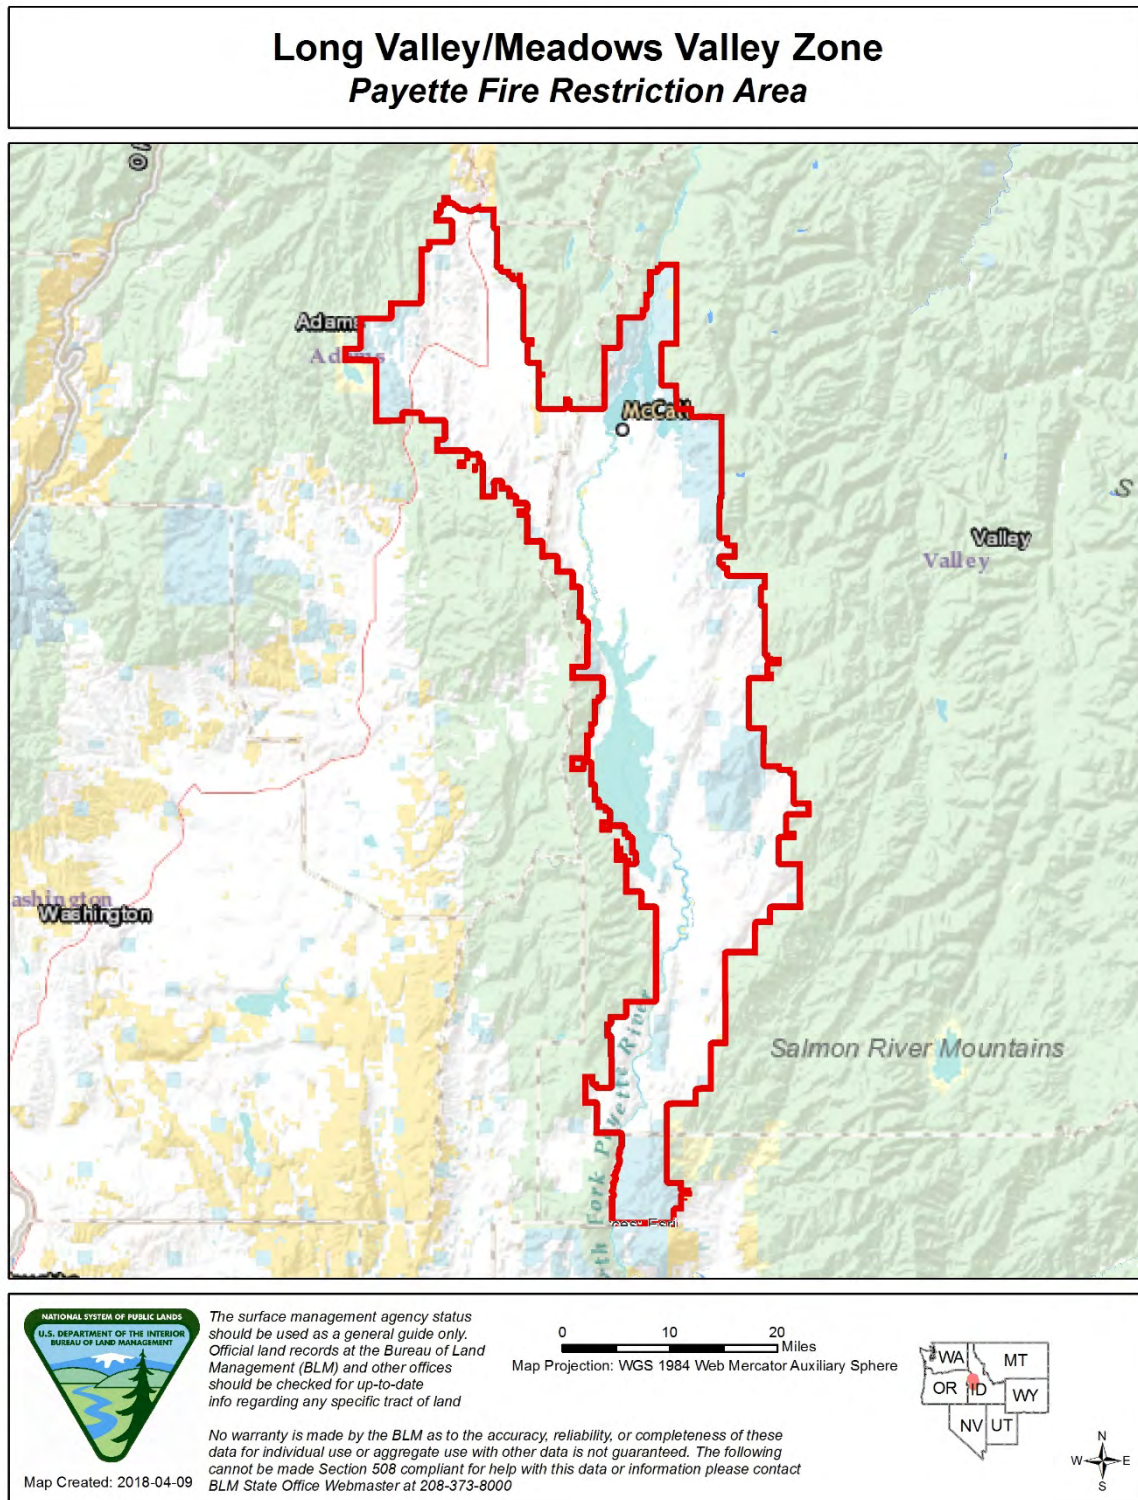 Long Valley/Meadows Valley Zone
Payette Fire Restriction Area
Adams
Adams
McCall
S
Valley
Valley
ashington
Washington
Salmon River Mountains
rth Fork Payette River
NATIONAL SYSTEM OF PUBLIC LANDS
U.S. DEPARTMENT OF THE INTERIOR
BUREAU OF LAND MANAGEMENT
Map Created: 2018-04-09
The surface management agency status
should be used as a general guide only.
Official land records at the Bureau of Land
Management (BLM) and other offices
should be checked for up-to-date
info regarding any specific tract of land
No warranty is made by the BLM as to the accuracy, reliability, or completeness of these
data for individual use or aggregate use with other data is not guaranteed. The following
cannot be made Section 508 compliant for help with this data or information please contact
BLM State Office Webmaster at 208-373-8000
0 10 20
Miles
Map Projection: WGS 1984 Web Mercator Auxiliary Sphere
WA MT
OR ID WY
NV UT
N
W E
S